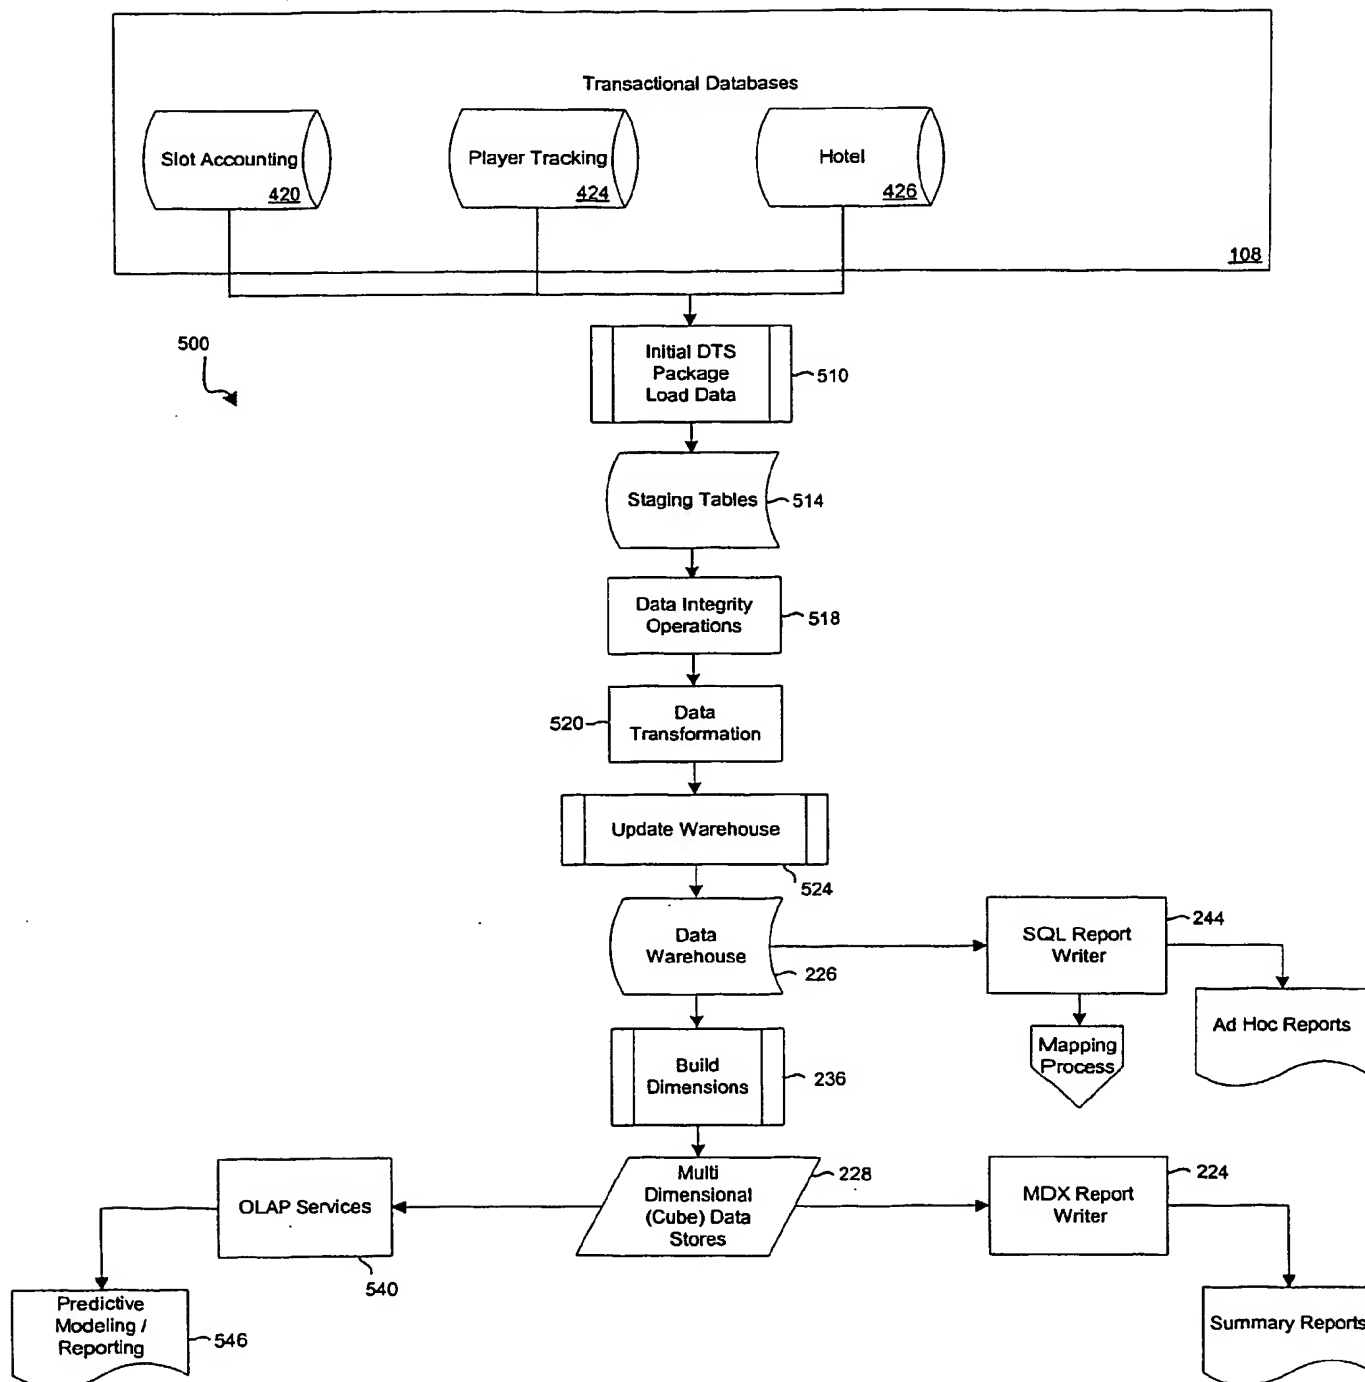 Transactional Databases
Slot Accounting
420
Player Tracking
424
Hotel
426
108
500
Initial DTS
Package
Load Data
510
Staging Tables
514
Data Integrity
Operations
518
520
Data
Transformation
Update Warehouse
524
Data
Warehouse
226
SQL Report
Writer
244
Mapping
Process
Ad Hoc Reports
Build
Dimensions
236
OLAP Services
540
Multi
Dimensional
(Cube) Data
Stores
228
MDX Report
Writer
224
Predictive
Modeling /
Reporting
546
Summary Reports